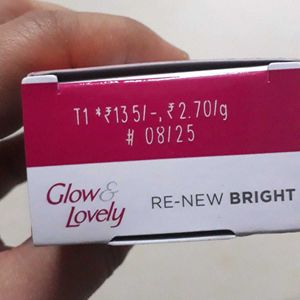 T1 *₹135/-, ₹2.70/g
# 08/25
Glow & Lovely
RE-NEW BRIGHT